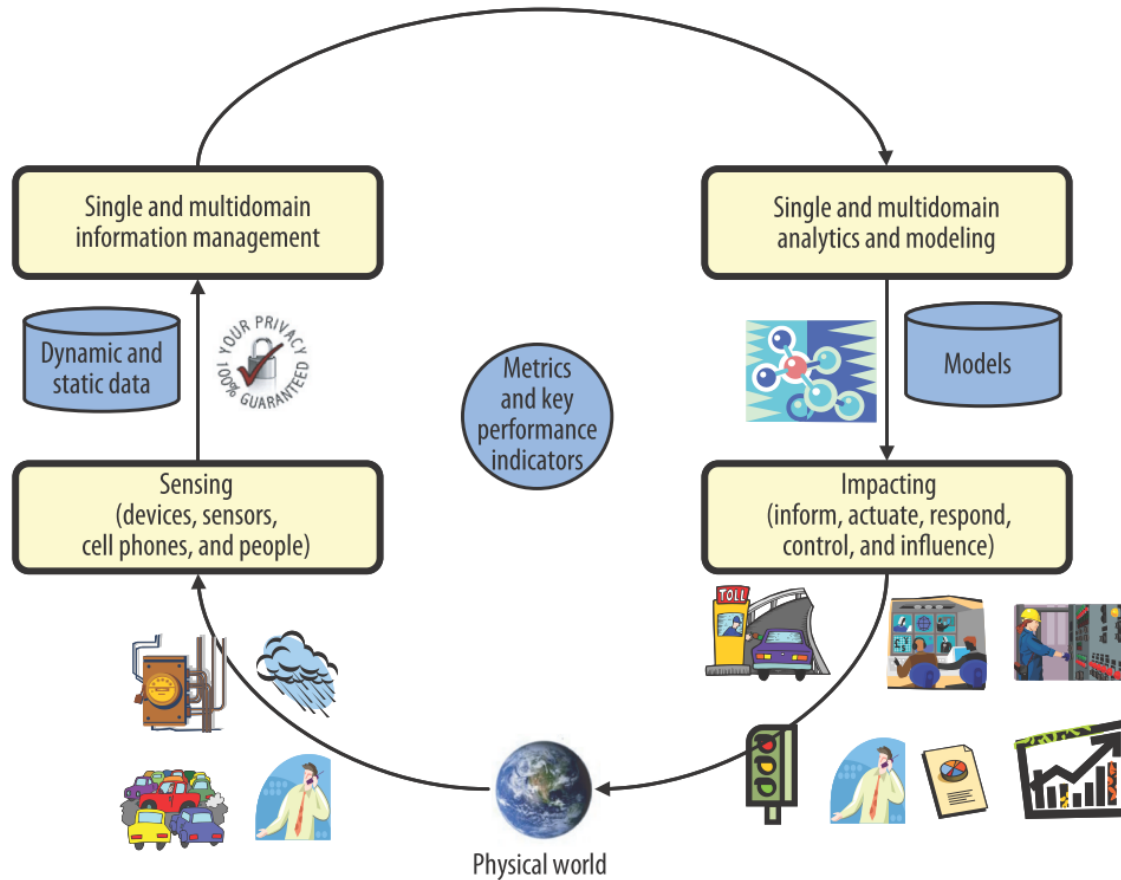 Single and multidomain
information management
Single and multidomain
analytics and modeling
Dynamic and
static data
YOUR PRIVACY
100% GUARANTEED
Metrics
and key
performance
indicators
Models
Sensing
(devices, sensors,
cell phones, and people)
Impacting
(inform, actuate, respond,
control, and influence)
TOLL
Physical world